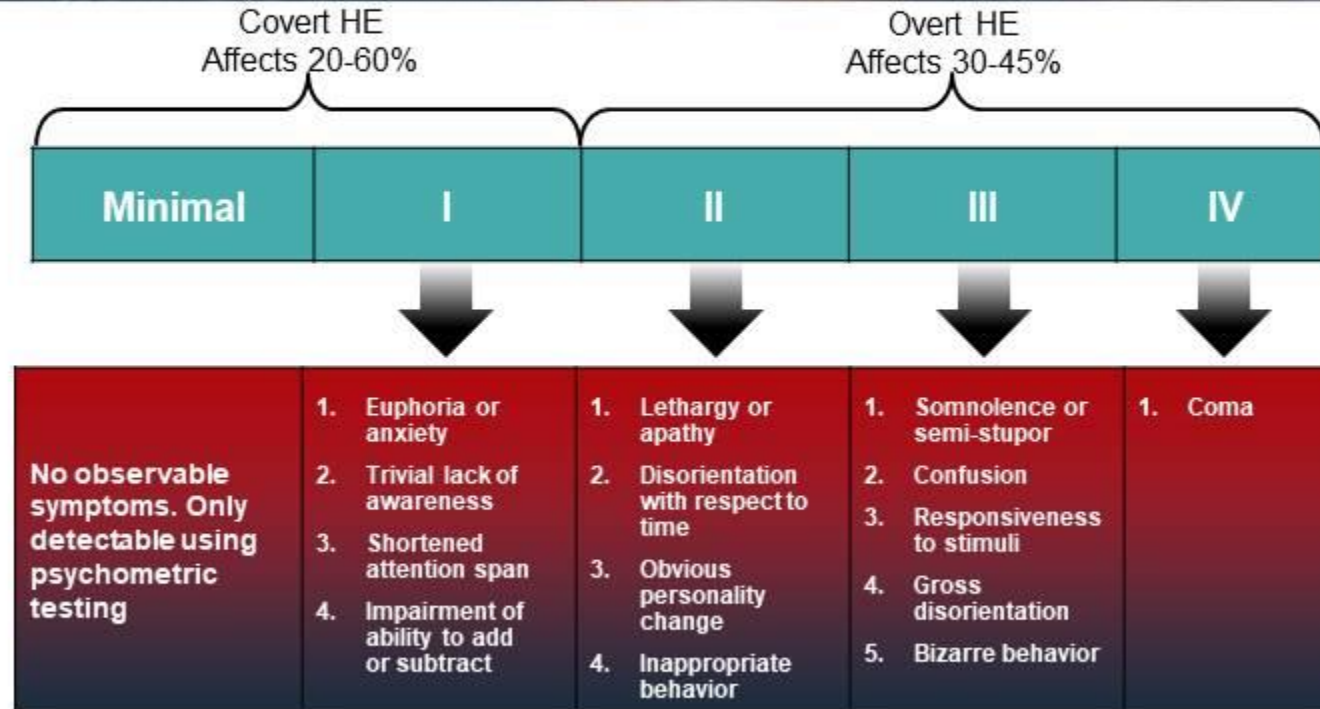 Covert HE
Affects 20-60%
Overt HE
Affects 30-45%
Minimal
I
II
III
IV
No observable
symptoms. Only
detectable using
psychometric
testing
1. Euphoria or
anxiety
2. Trivial lack of
awareness
3. Shortened
attention span
4. Impairment of
ability to add
or subtract
1. Lethargy or
apathy
2. Disorientation
with respect to
time
3. Obvious
personality
change
4. Inappropriate
behavior
1. Somnolence or
semi-stupor
2. Confusion
3. Responsiveness
to stimuli
4. Gross
disorientation
5. Bizarre behavior
1. Coma